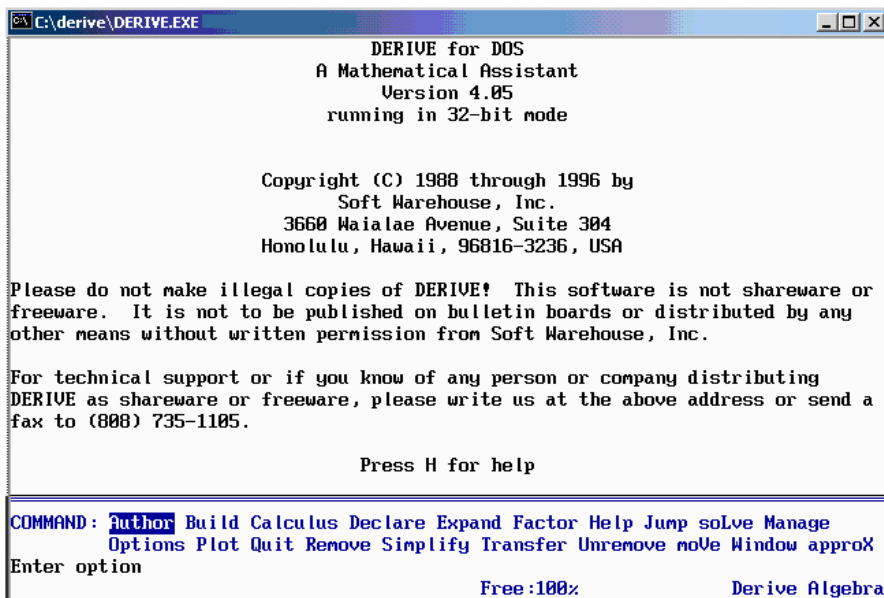 C:\derive\DERIVE.EXE
DERIVE for DOS
A Mathematical Assistant
Version 4.05
running in 32-bit mode
Copyright (C) 1988 through 1996 by
Soft Warehouse, Inc.
3660 Waialae Avenue, Suite 304
Honolulu, Hawaii, 96816-3236, USA
Please do not make illegal copies of DERIVE!  This software is not shareware or
freeware.  It is not to be published on bulletin boards or distributed by any
other means without written permission from Soft Warehouse, Inc.
For technical support or if you know of any person or company distributing
DERIVE as shareware or freeware, please write us at the above address or send a
fax to (808) 735-1105.
Press H for help
COMMAND: Author Build Calculus Declare Expand Factor Help Jump soLve Manage
Options Plot Quit Remove Simplify Transfer Unremove moVe Window approX
Enter option
Free:100% Derive Algebra